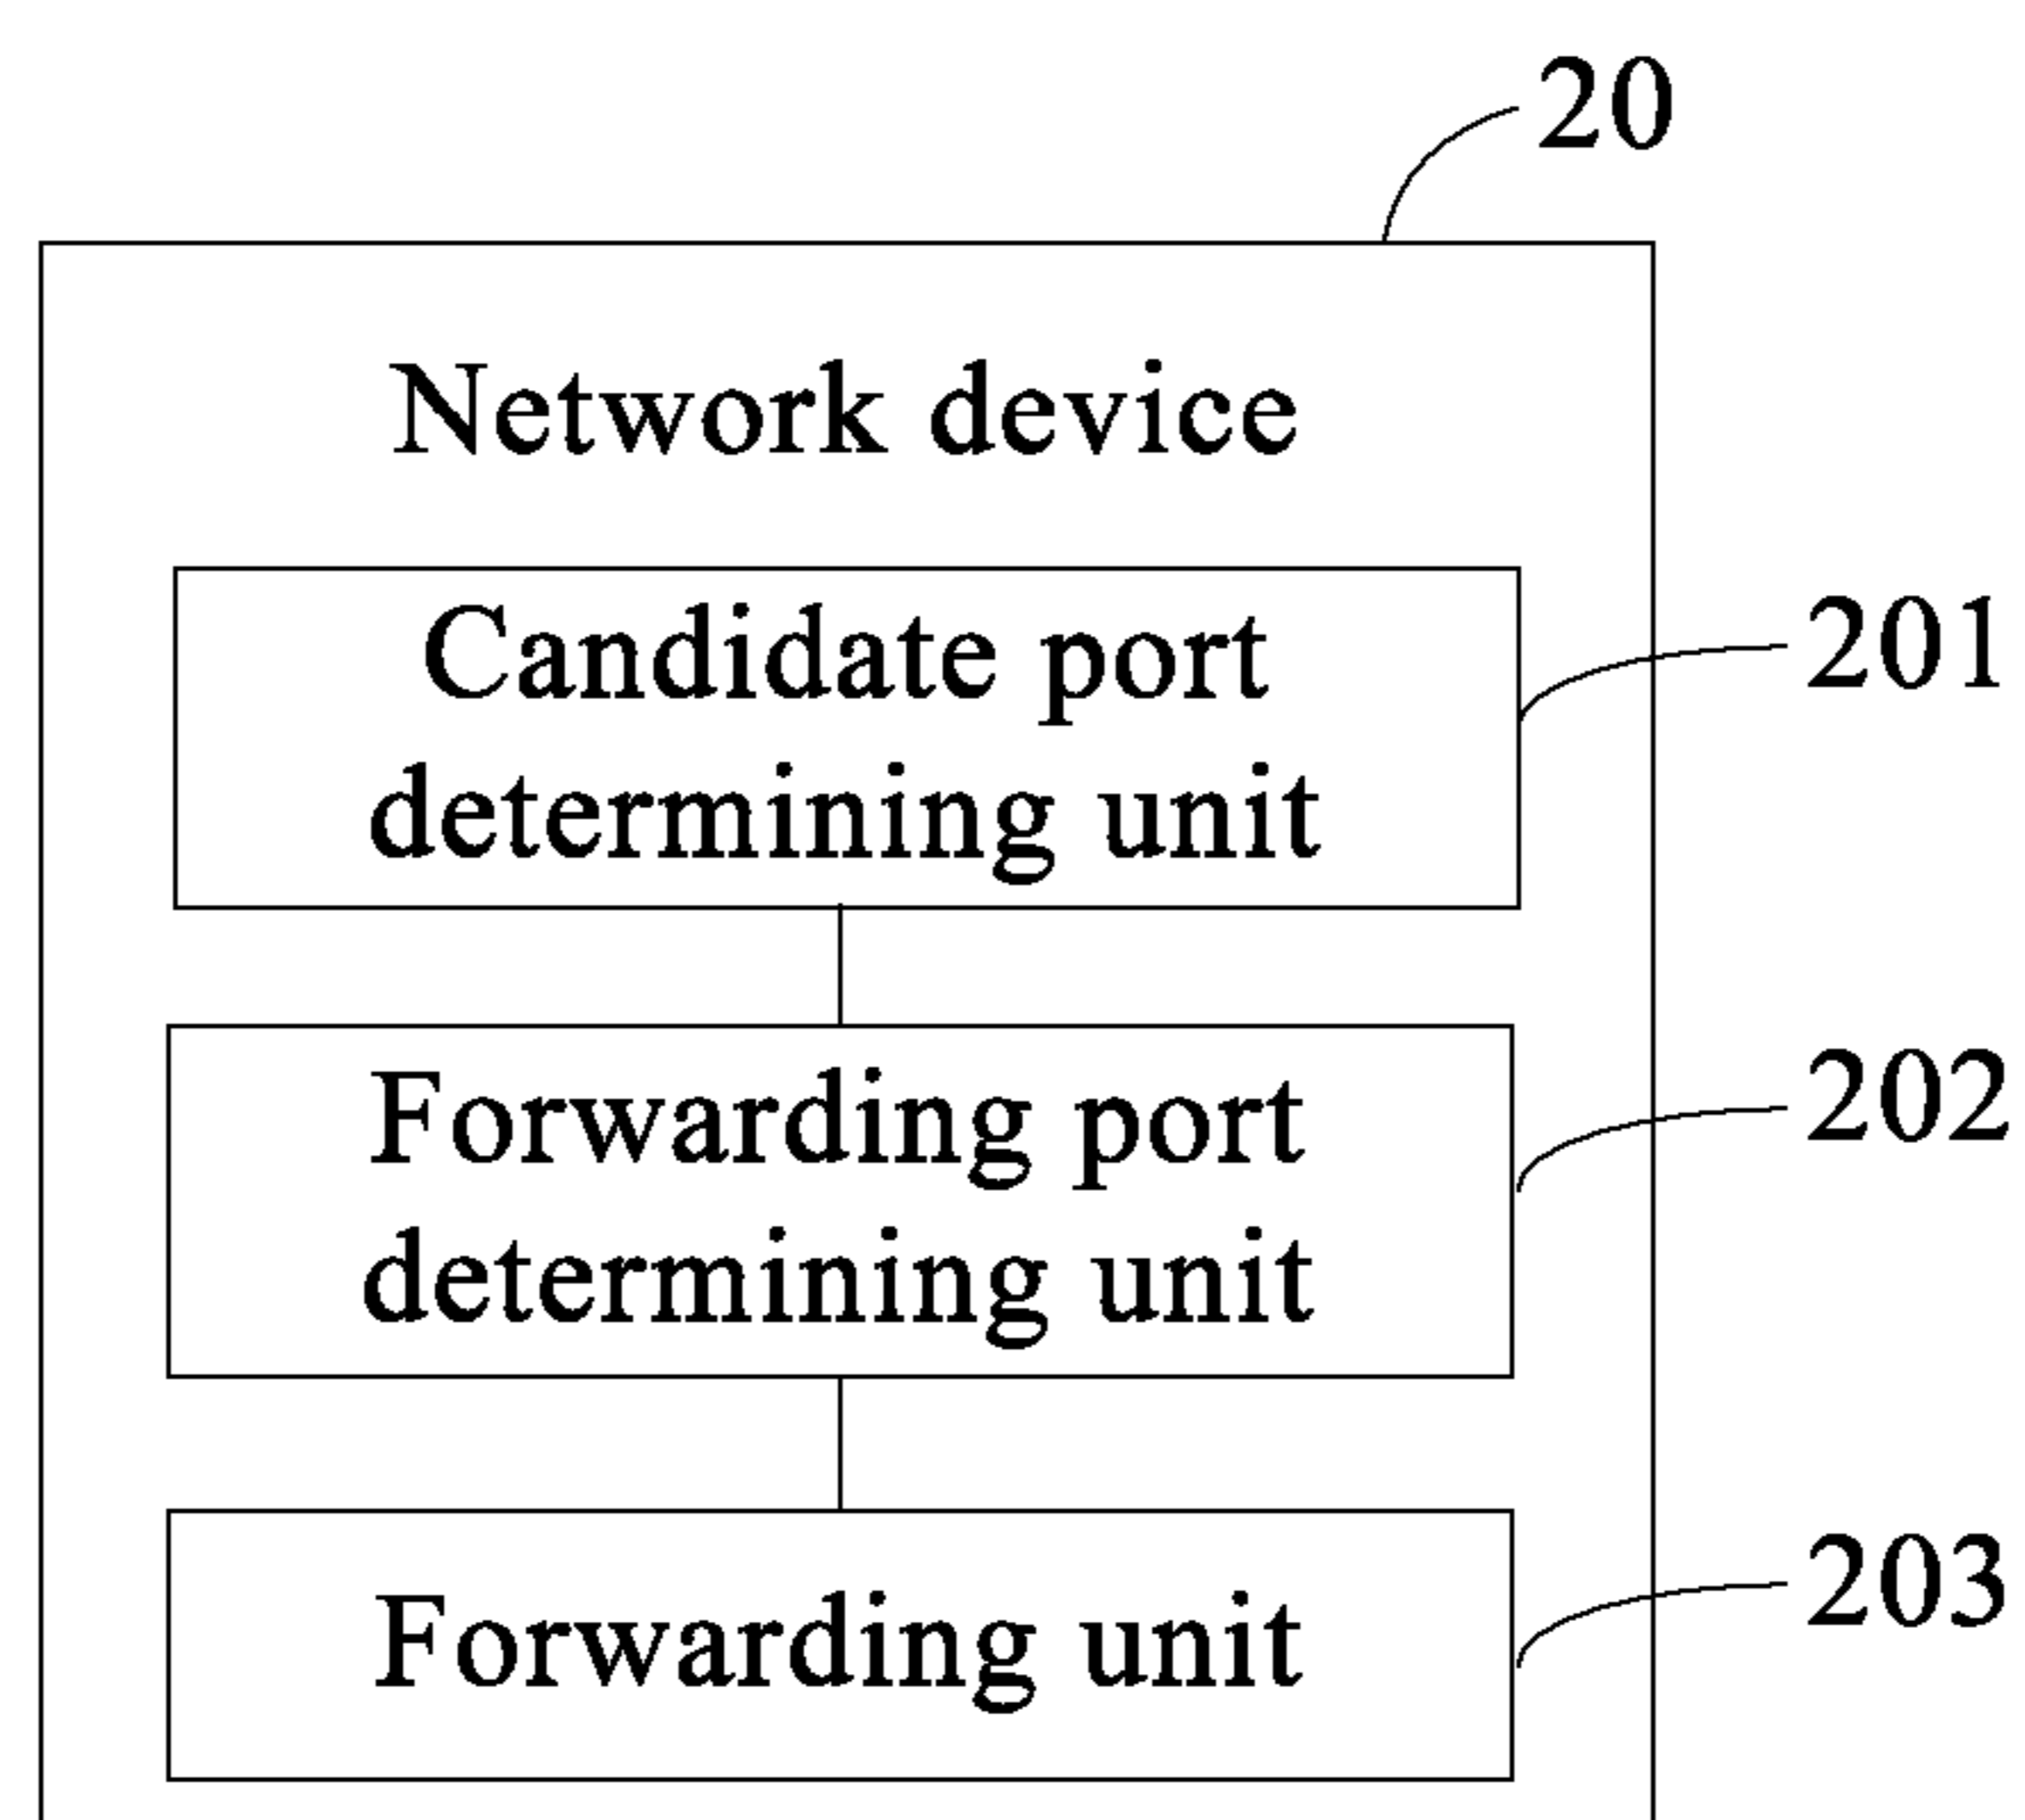 20
Network device
Candidate port
determining unit
201
Forwarding port
determining unit
202
Forwarding unit
203